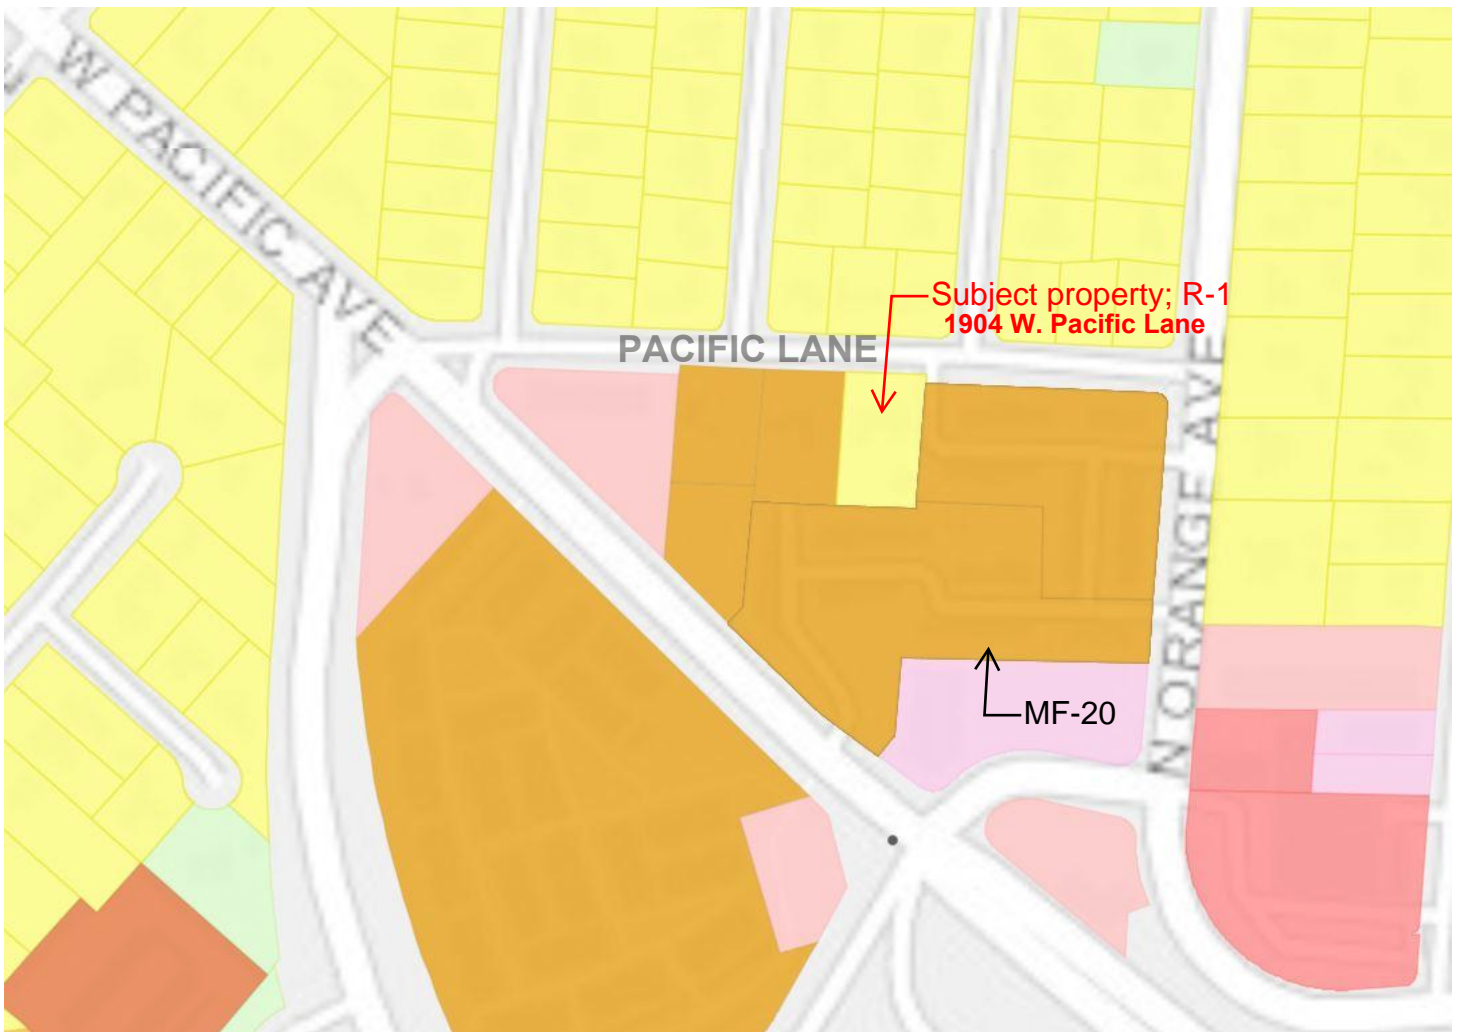 W PACIFIC AVE
Subject property; R-1
1904 W. Pacific Lane
PACIFIC LANE
N ORANGE AVE
MF-20